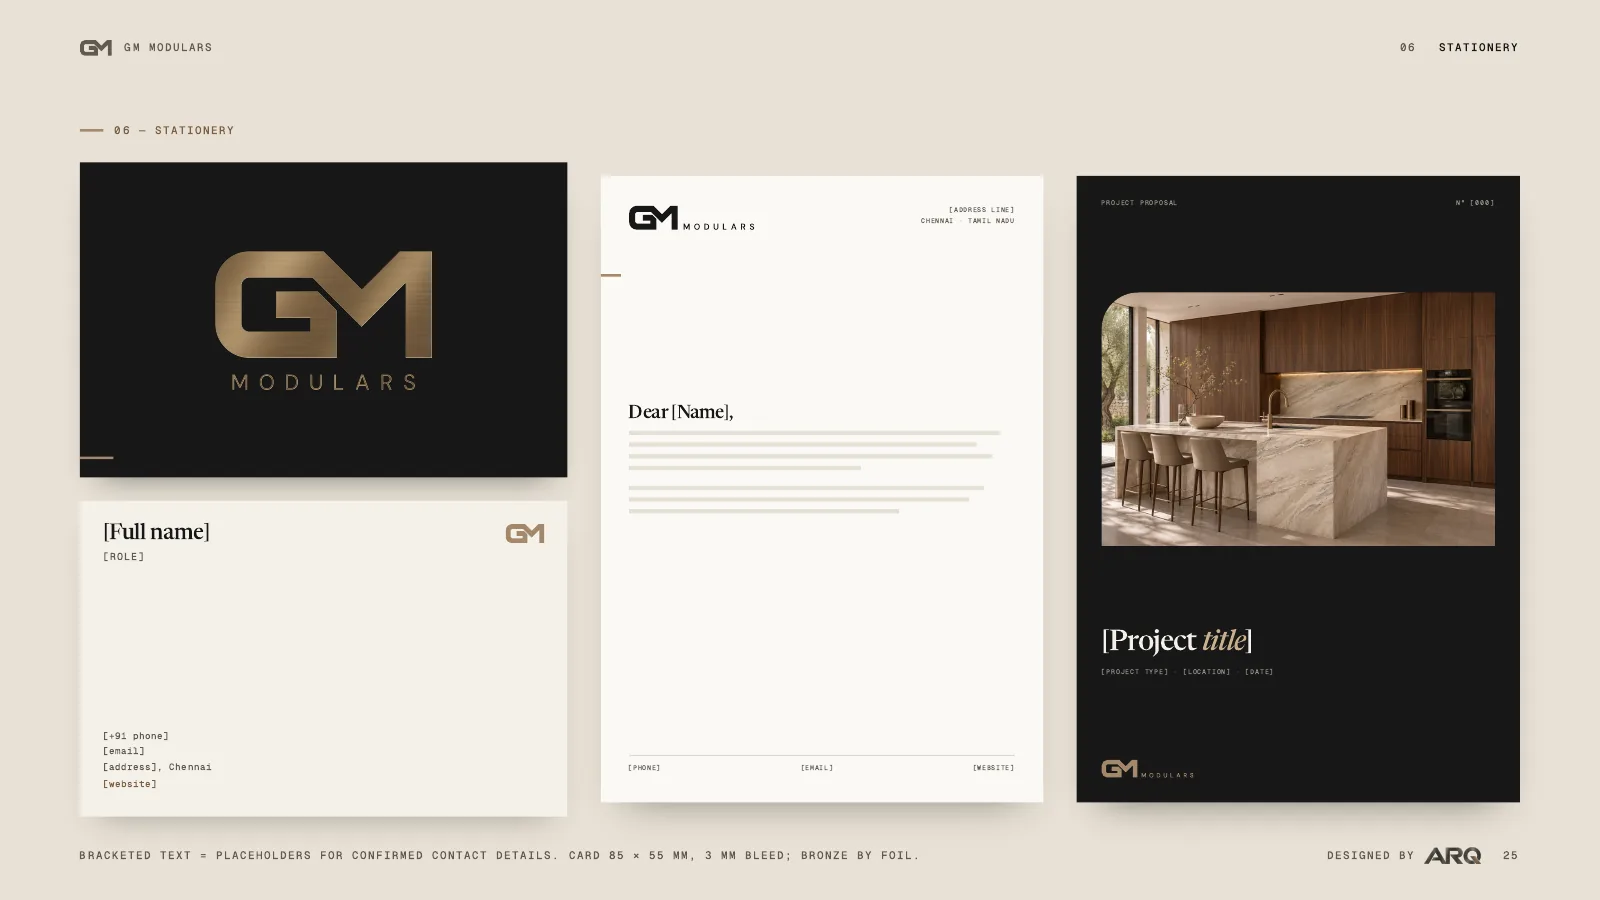 GM GM MODULARS
06 STATIONERY
06 — STATIONERY
GM
MODULARS
[Full name]
GM
[ROLE]
[+91 phone]
[email]
[address], Chennai
[website]
GM MODULARS
[ADDRESS LINE]
CHENNAI · TAMIL NADU
Dear [Name],
[PHONE] [EMAIL] [WEBSITE]
PROJECT PROPOSAL N° [000]
[Project title]
[PROJECT TYPE] · [LOCATION] · [DATE]
GM MODULARS
BRACKETED TEXT = PLACEHOLDERS FOR CONFIRMED CONTACT DETAILS. CARD 85 × 55 MM, 3 MM BLEED; BRONZE BY FOIL.
DESIGNED BY ARQ 25